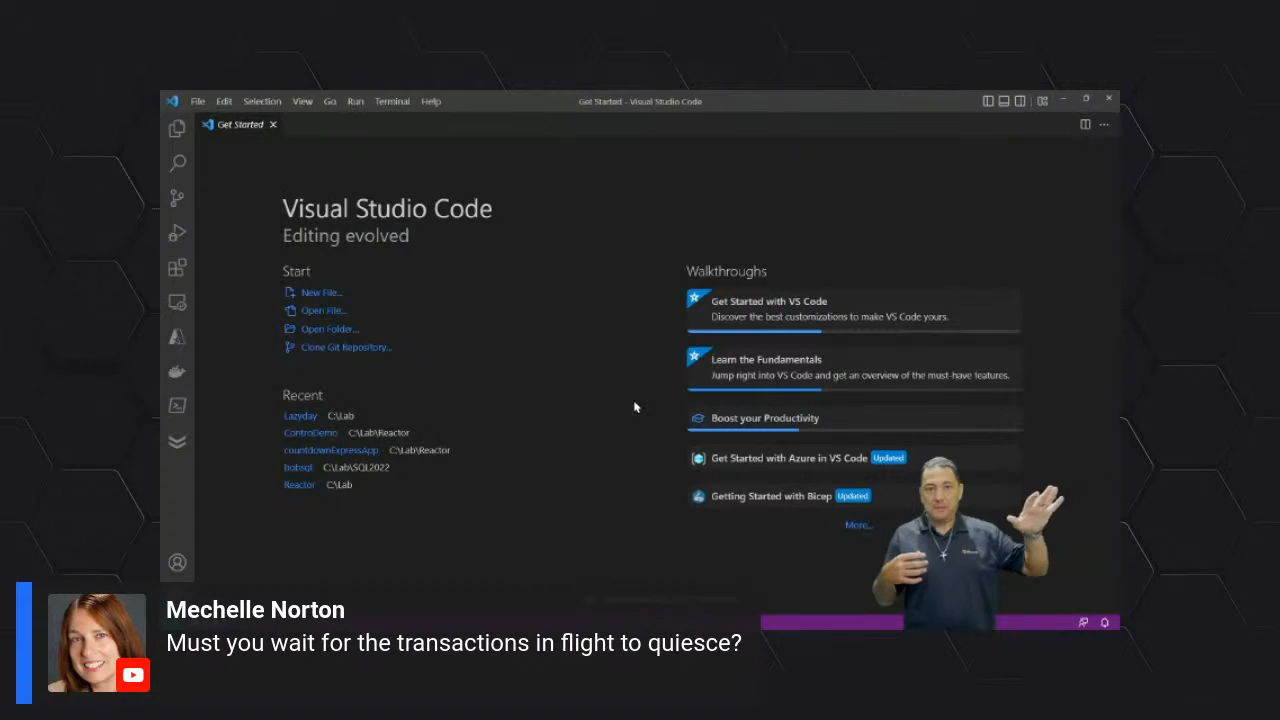 File Edit Selection View Go Run Terminal Help
Get Started - Visual Studio Code
Get Started
Visual Studio Code
Editing evolved
Start
New File...
Open File...
Open Folder...
Clone Git Repository...
Recent
Lazyday C:\Lab
ControDemo C:\Lab\Reactor
countdownExpressApp C:\Lab\Reactor
bobsql C:\Lab\SQL2022
Reactor C:\Lab
Walkthroughs
Get Started with VS Code
Discover the best customizations to make VS Code yours.
Learn the Fundamentals
Jump right into VS Code and get an overview of the must-have features.
Boost your Productivity
Get Started with Azure in VS Code Updated
Getting Started with Bicep Updated
More...
Mechelle Norton
Must you wait for the transactions in flight to quiesce?